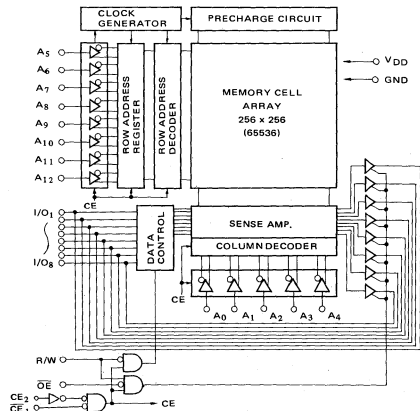 CLOCK GENERATOR
PRECHARGE CIRCUIT
A5
A6
A7
A8
A9
A10
A11
A12
ROW ADDRESS REGISTER
ROW ADDRESS DECODER
MEMORY CELL
ARRAY
256 x 256
(65536)
VDD
GND
CE
I/O1
I/O8
DATA CONTROL
SENSE AMP.
COLUMN DECODER
CE
A0 A1 A2 A3 A4
R/W
OE
CE2
CE1
CE